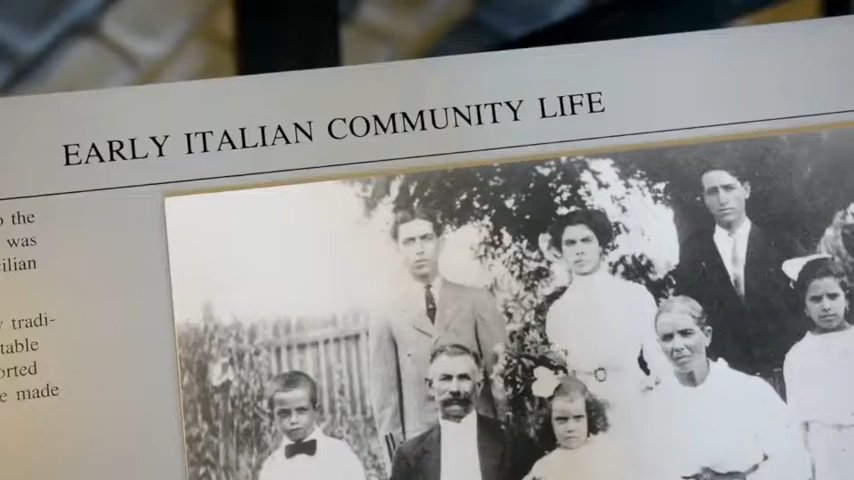 EARLY ITALIAN COMMUNITY LIFE
the
was
ilian
tradi-
table
orted
made